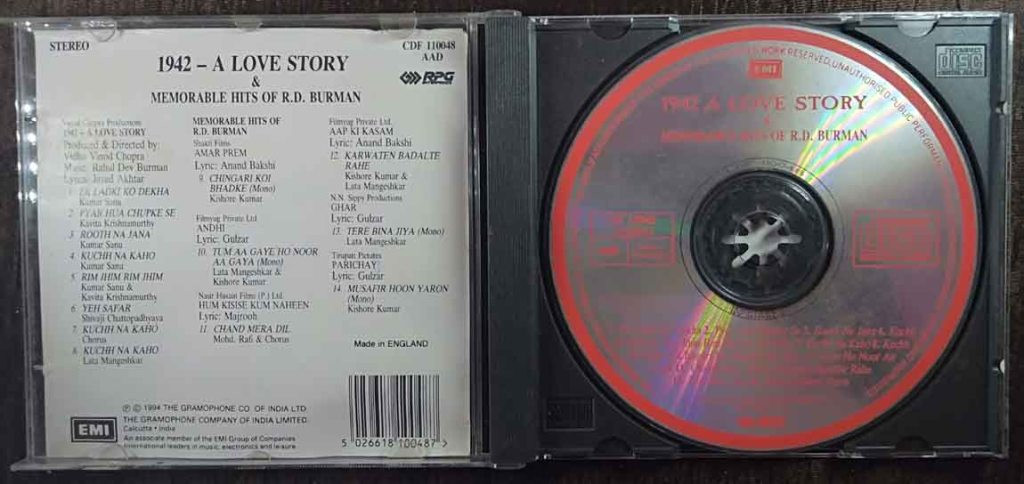 STEREO
CDF 110048
AAD
RPG
1942 – A LOVE STORY
&
MEMORABLE HITS OF R.D. BURMAN
Vinod Chopra Productions
1942 – A LOVE STORY
Produced & Directed by:
Vidhu Vinod Chopra
Music: Rahul Dev Burman
Lyrics: Javed Akhtar
1. EK LADKI KO DEKHA
Kumar Sanu
2. PYAR HUA CHUPKE SE
Kavita Krishnamurthy
3. ROOTH NA JANA
Kumar Sanu
4. KUCHH NA KAHO
Kumar Sanu
5. RIM JHIM RIM JHIM
Kumar Sanu &
Kavita Krishnamurthy
6. YEH SAFAR
Shivaji Chattopadhyaya
7. KUCHH NA KAHO
Chorus
8. KUCHH NA KAHO
Lata Mangeshkar
MEMORABLE HITS OF
R.D. BURMAN
Shakti Films
AMAR PREM
Lyric: Anand Bakshi
9. CHINGARI KOI
BHADKE (Mono)
Kishore Kumar
Filmyug Private Ltd.
ANDHI
Lyric: Gulzar
10. TUM AA GAYE HO NOOR
AA GAYA (Mono)
Lata Mangeshkar &
Kishore Kumar
Nasir Husain Films (P.) Ltd.
HUM KISISE KUM NAHEEN
Lyric: Majrooh
11. CHAND MERA DIL
Mohd. Rafi & Chorus
Filmyug Private Ltd.
AAP KI KASAM
Lyric: Anand Bakshi
12. KARWATEN BADALTE
RAHE
Kishore Kumar &
Lata Mangeshkar
N.N. Sippy Productions
GHAR
Lyric: Gulzar
13. TERE BINA JIYA (Mono)
Lata Mangeshkar
Tirupati Pictures
PARICHAY
Lyric: Gulzar
14. MUSAFIR HOON YARON
(Mono)
Kishore Kumar
Made in ENGLAND
EMI
℗ © 1994 THE GRAMOPHONE CO. OF INDIA LTD.
THE GRAMOPHONE COMPANY OF INDIA LIMITED.
Calcutta • India
An associate member of the EMI Group of Companies
International leaders in music, electronics and leisure
5 026618 100487 >
WORK RESERVED. UNAUTHORISED PUBLIC PERFORMAN
EMI
1942 A LOVE STORY
&
MEMORABLE HITS OF R.D. BURMAN
COMPACT
DISC
DIGITAL AUDIO